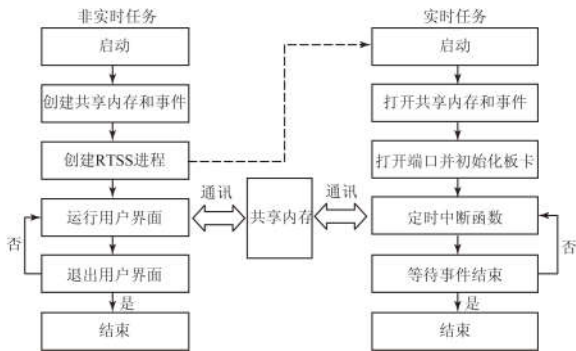 非实时任务
启动
创建共享内存和事件
创建RTSS进程
运行用户界面
否
退出用户界面
是
结束
通讯
共享内存
通讯
实时任务
启动
打开共享内存和事件
打开端口并初始化板卡
定时中断函数
否
等待事件结束
是
结束